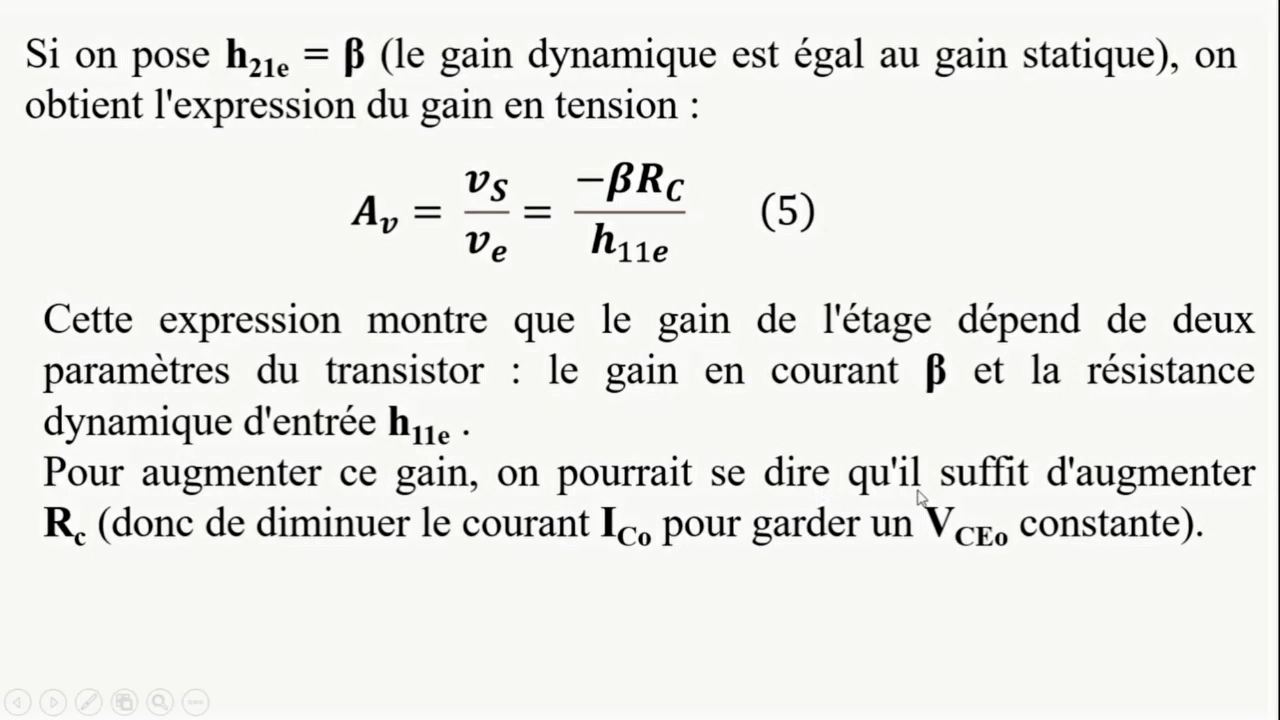 Si on pose h21e = β (le gain dynamique est égal au gain statique), on
obtient l'expression du gain en tension :
Av = vS/ve = −βRC/h11e (5)
Cette expression montre que le gain de l'étage dépend de deux
paramètres du transistor : le gain en courant β et la résistance
dynamique d'entrée h11e .
Pour augmenter ce gain, on pourrait se dire qu'il suffit d'augmenter
Rc (donc de diminuer le courant ICo pour garder un VCEo constante).